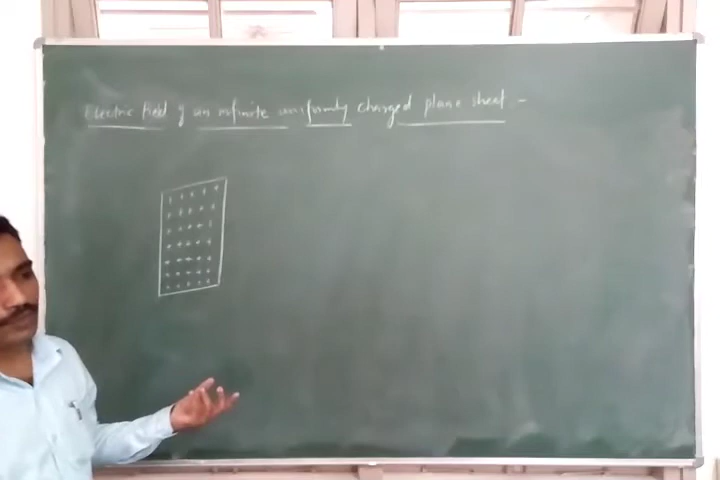 Electric field of an infinite uniformly charged plane sheet :-